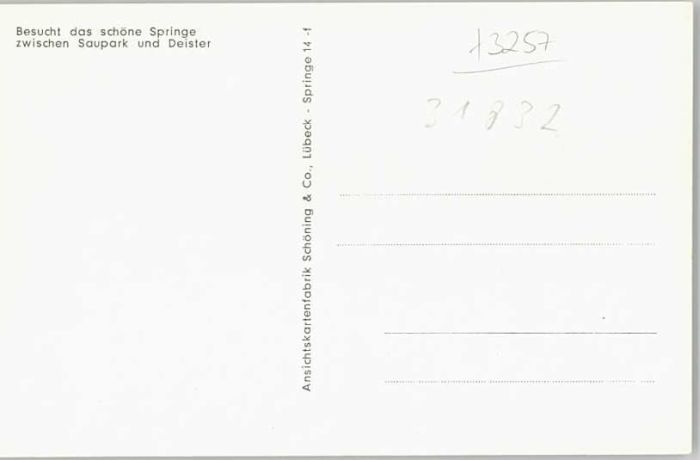 Besucht das schöne Springe
zwischen Saupark und Deister
Ansichtskartenfabrik Schöning & Co., Lübeck - Springe 14 -f
13257
31832